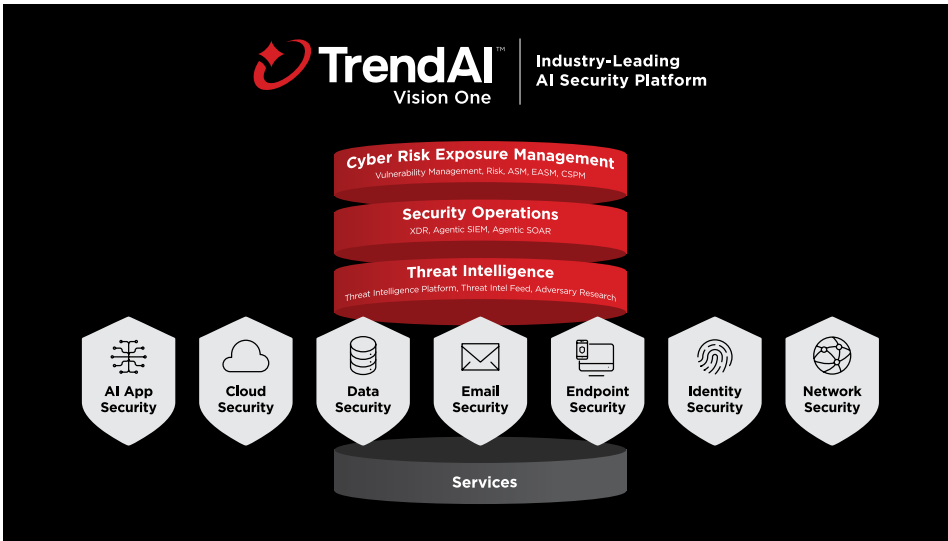 TrendAI™
Vision One
Industry-Leading
AI Security Platform
Cyber Risk Exposure Management
Vulnerability Management, Risk, ASM, EASM, CSPM
Security Operations
XDR, Agentic SIEM, Agentic SOAR
Threat Intelligence
Threat Intelligence Platform, Threat Intel Feed, Adversary Research
AI App
Security
Cloud
Security
Data
Security
Email
Security
Endpoint
Security
Identity
Security
Network
Security
Services